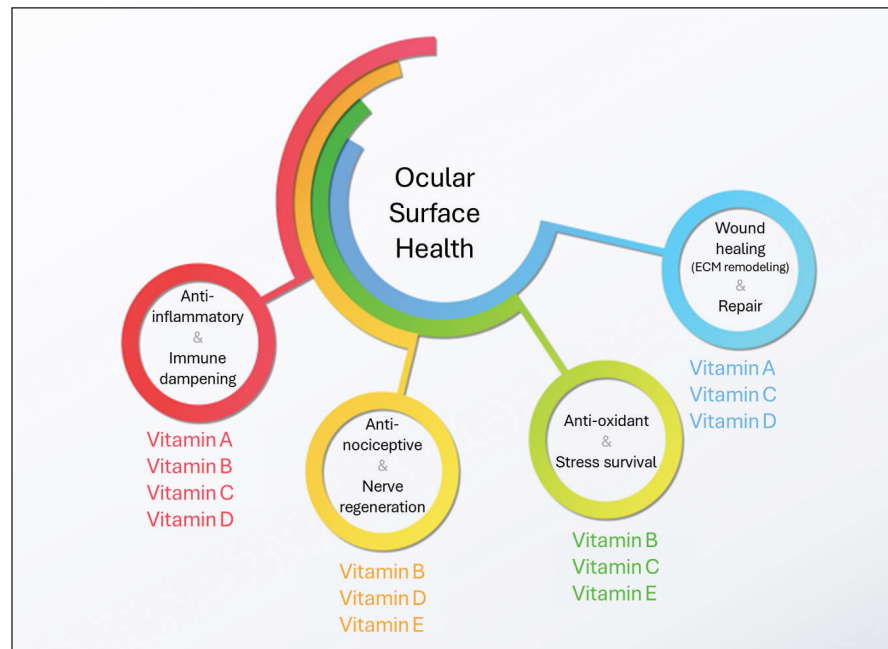 Ocular
Surface
Health
Anti-
inflammatory
&
Immune
dampening
Vitamin A
Vitamin B
Vitamin C
Vitamin D
Anti-
nociceptive
&
Nerve
regeneration
Vitamin B
Vitamin D
Vitamin E
Anti-oxidant
&
Stress survival
Vitamin B
Vitamin C
Vitamin E
Wound
healing
(ECM remodeling)
&
Repair
Vitamin A
Vitamin C
Vitamin D